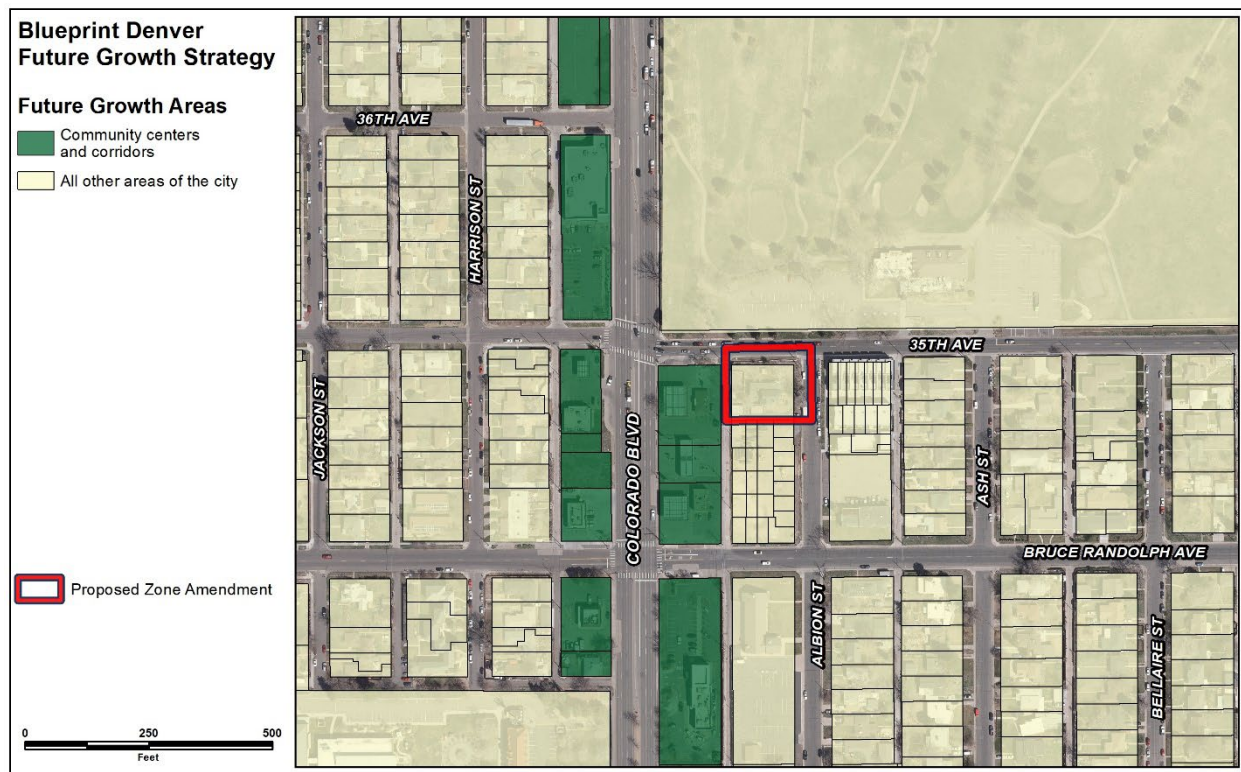 Blueprint Denver
Future Growth Strategy
Future Growth Areas
Community centers
and corridors
All other areas of the city
Proposed Zone Amendment
0 250 500
Feet
36TH AVE
HARRISON ST
JACKSON ST
COLORADO BLVD
35TH AVE
ASH ST
BRUCE RANDOLPH AVE
ALBION ST
BELLAIRE ST